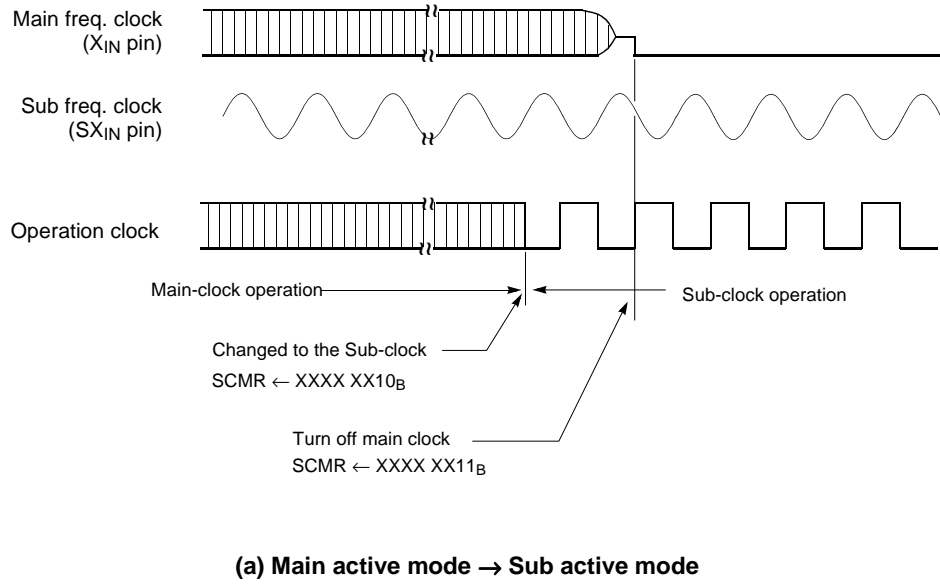 Main freq. clock
(XIN pin)
Sub freq. clock
(SXIN pin)
Operation clock
Main-clock operation
Sub-clock operation
Changed to the Sub-clock
SCMR ← XXXX XX10B
Turn off main clock
SCMR ← XXXX XX11B
(a) Main active mode → Sub active mode